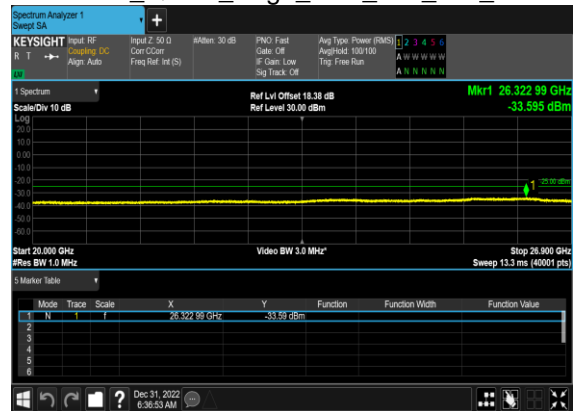 Spectrum Analyzer 1
Swept SA
+
KEYSIGHT Input: RF Input Z: 50 Ω #Atten: 30 dB PNO: Fast Avg Type: Power (RMS) 1 2 3 4 5 6
R T Coupling: DC Corr CCorr Gate: Off Avg|Hold: 100/100 A W W W W W
Align: Auto Freq Ref: Int (S) IF Gain: Low Trig: Free Run
LXI Sig Track: Off A N N N N N
1 Spectrum Ref Lvl Offset 18.38 dB Mkr1 26.322 99 GHz
Scale/Div 10 dB Ref Level 30.00 dBm -33.595 dBm
Log
20.0
10.0
0.00
-10.0
-20.0
-30.0
-40.0
-50.0
-60.0
1
Start 20.000 GHz Video BW 3.0 MHz* Stop 26.900 GHz
#Res BW 1.0 MHz Sweep 13.3 ms (40001 pts)
5 Marker Table
Mode Trace Scale X Y Function Function Width Function Value
1 N 1 f 26.322 99 GHz -33.59 dBm
2
3
4
5
6
? Dec 31, 2022
6:36:53 AM